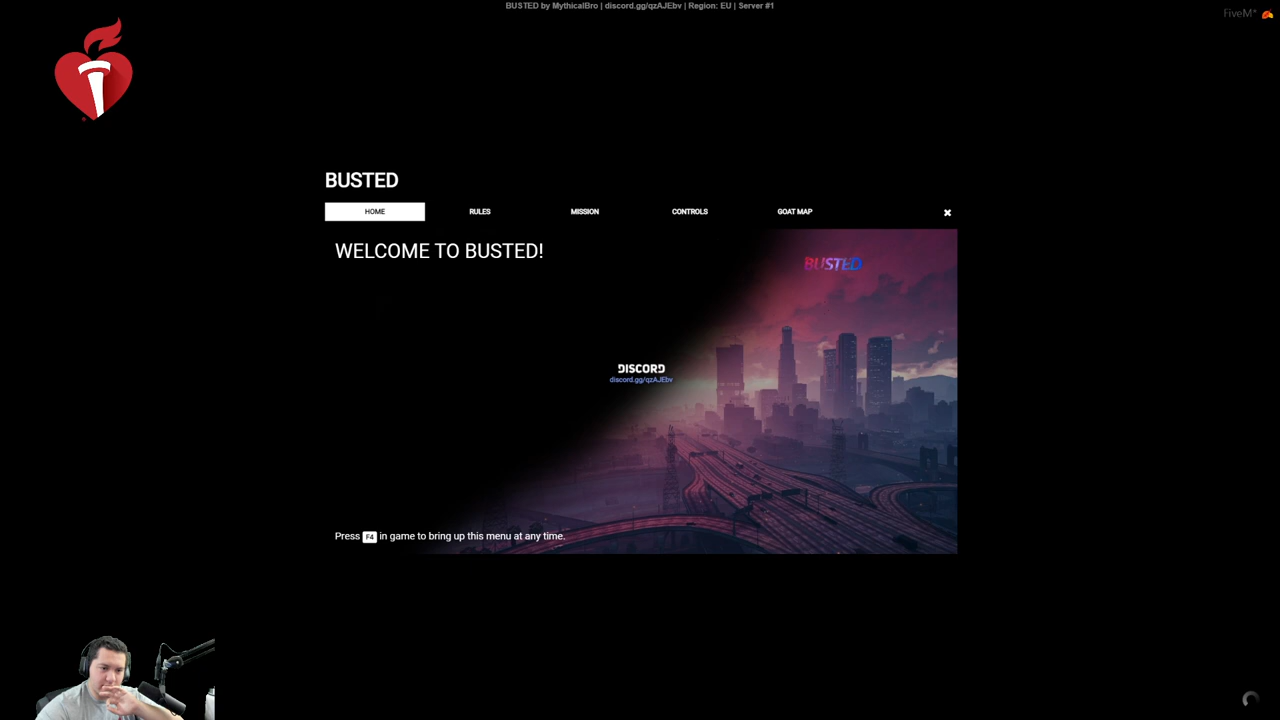 BUSTED by MythicalBro | discord.gg/qzAJEbv | Region: EU | Server #1
FiveM*
BUSTED
HOME RULES MISSION CONTROLS GOAT MAP
WELCOME TO BUSTED!
BUSTED
DISCORD
discord.gg/qzAJEbv
Press F4 in game to bring up this menu at any time.